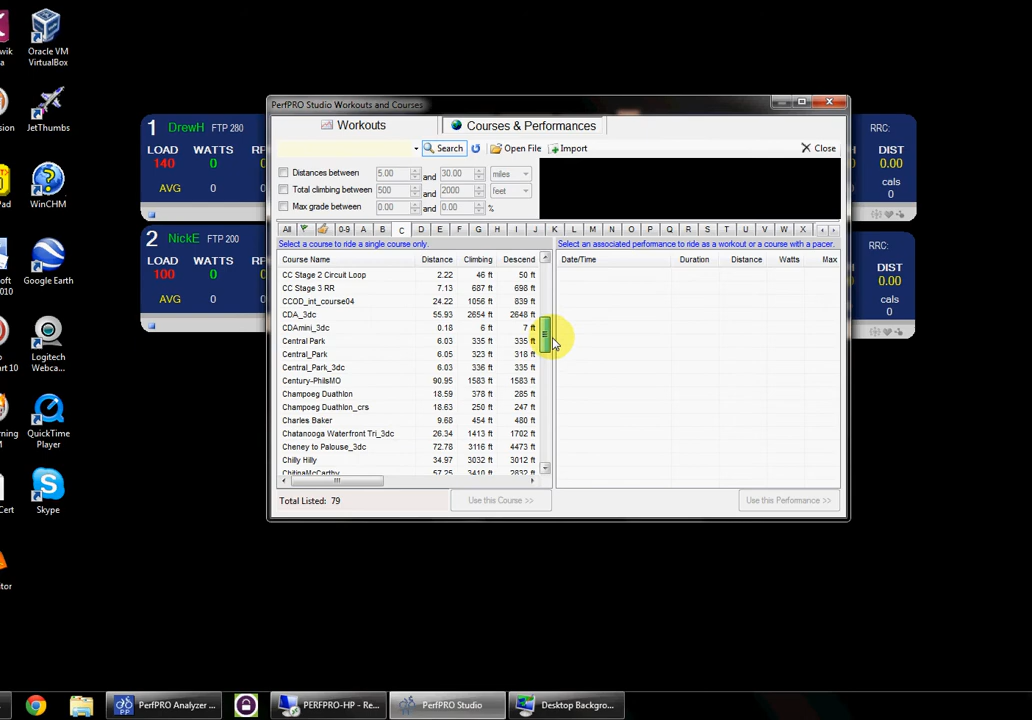 Oracle VM
VirtualBox
JetThumbs
WinCHM
Google Earth
Logitech
Webca...
QuickTime
Player
Skype
1 DrewH FTP 280
LOAD WATTS
140 0
AVG 0
2 NickE FTP 200
LOAD WATTS
100 0
AVG 0
RRC:
DIST
0.00
cals
0
RRC:
DIST
0.00
cals
0
PerfPRO Studio Workouts and Courses
Workouts
Courses & Performances
Search Open File Import Close
Distances between 5.00 and 30.00 miles
Total climbing between 500 and 2000 feet
Max grade between 0.00 and 0.00 %
All 0-9 A B C D E F G H I J K L M N O P Q R S T U V W X
Select a course to ride a single course only.
Select an associated performance to ride as a workout or a course with a pacer.
Course Name Distance Climbing Descend
Date/Time Duration Distance Watts Max
CC Stage 2 Circuit Loop 2.22 46 ft 50 ft
CC Stage 3 RR 7.13 687 ft 698 ft
CCOD_int_course04 24.22 1056 ft 839 ft
CDA_3dc 55.93 2654 ft 2648 ft
CDAmini_3dc 0.18 6 ft 7 ft
Central Park 6.03 335 ft 335 ft
Central_Park 6.05 323 ft 318 ft
Central_Park_3dc 6.03 336 ft 335 ft
Century-PhilsMO 90.95 1583 ft 1583 ft
Champoeg Duathlon 18.59 378 ft 285 ft
Champoeg Duathlon_crs 18.63 250 ft 247 ft
Charles Baker 9.68 454 ft 480 ft
Chatanooga Waterfront Tri_3dc 26.34 1413 ft 1702 ft
Cheney to Palouse_3dc 72.78 3116 ft 4473 ft
Chilly Hilly 34.97 3032 ft 3012 ft
ChitinaMcCarthy 57.25 3410 ft 2832 ft
Total Listed: 79
Use this Course >>
Use this Performance >>
PerfPRO Analyzer ...
PERFPRO-HP - Re...
PerfPRO Studio
Desktop Backgro...